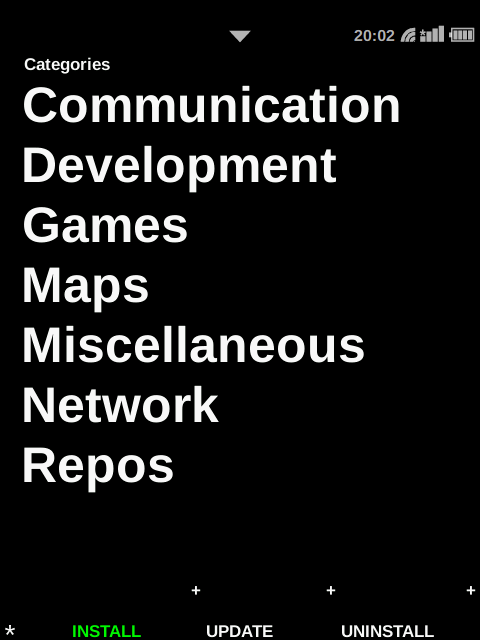 20:02
Categories
Communication
Development
Games
Maps
Miscellaneous
Network
Repos
+ + +
* INSTALL UPDATE UNINSTALL